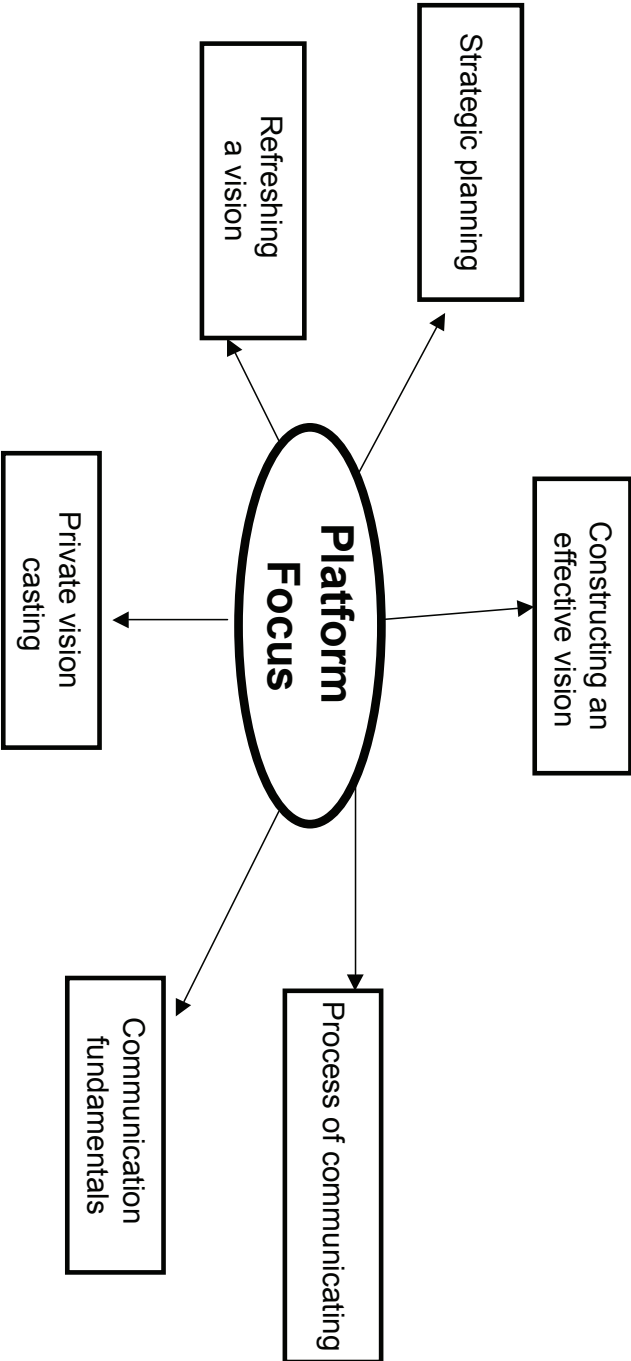 Constructing an
effective vision
Strategic planning
Process of communicating
Platform
Focus
Refreshing
a vision
Communication
fundamentals
Private vision
casting